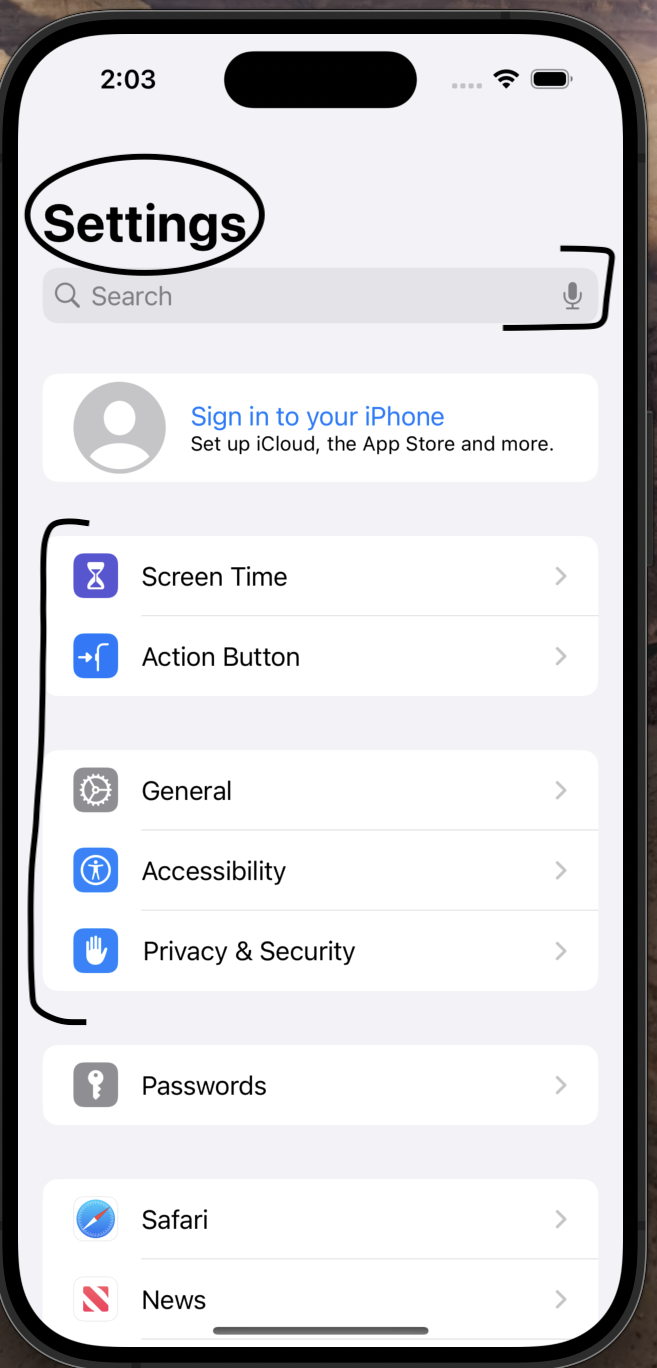 2:03
Settings
Search
Sign in to your iPhone
Set up iCloud, the App Store and more.
Screen Time
Action Button
General
Accessibility
Privacy & Security
Passwords
Safari
News